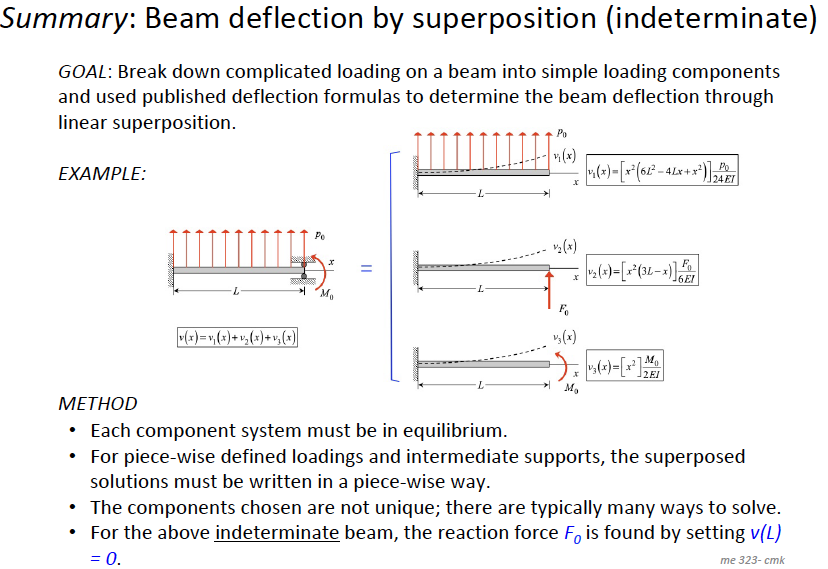 Summary: Beam deflection by superposition (indeterminate)
GOAL: Break down complicated loading on a beam into simple loading components
and used published deflection formulas to determine the beam deflection through
linear superposition.
EXAMPLE:
p₀
x
L
M₀
v(x)=v₁(x)+v₂(x)+v₃(x)
=
p₀
v₁(x)
x
L
v₁(x)=[x²(6L²-4Lx+x²)]p₀/24EI
v₂(x)
x
L
F₀
v₂(x)=[x²(3L-x)]F₀/6EI
v₃(x)
x
L
M₀
v₃(x)=[x²]M₀/2EI
METHOD
• Each component system must be in equilibrium.
• For piece-wise defined loadings and intermediate supports, the superposed
solutions must be written in a piece-wise way.
• The components chosen are not unique; there are typically many ways to solve.
• For the above indeterminate beam, the reaction force F₀ is found by setting v(L)
= 0.
me 323- cmk